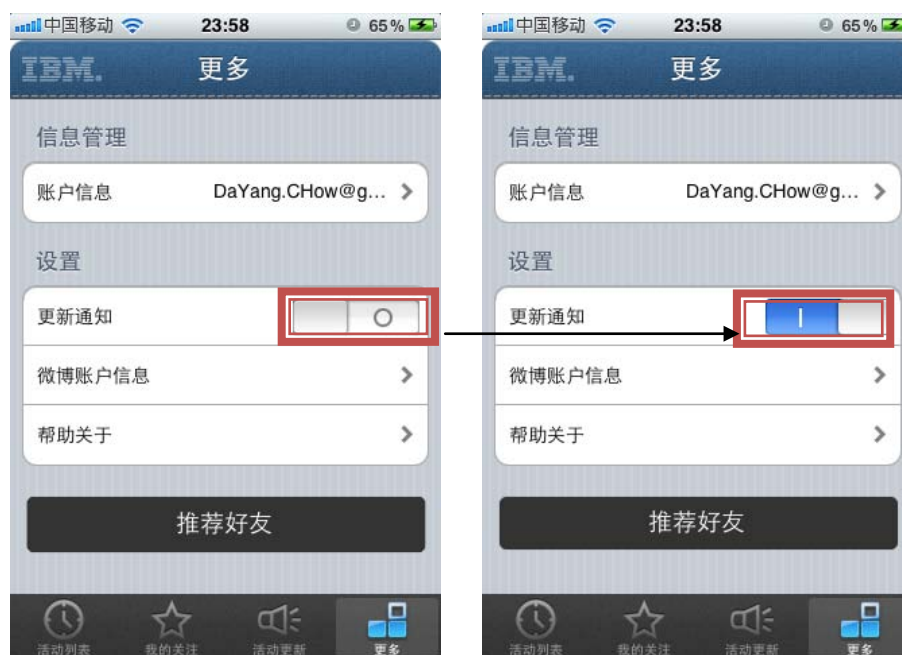 中国移动 23:58 65%
IBM. 更多
信息管理
账户信息 DaYang.CHow@g...
设置
更新通知
微博账户信息
帮助关于
推荐好友
活动列表 我的关注 活动更新 更多
中国移动 23:58 65%
IBM. 更多
信息管理
账户信息 DaYang.CHow@g...
设置
更新通知
微博账户信息
帮助关于
推荐好友
活动列表 我的关注 活动更新 更多